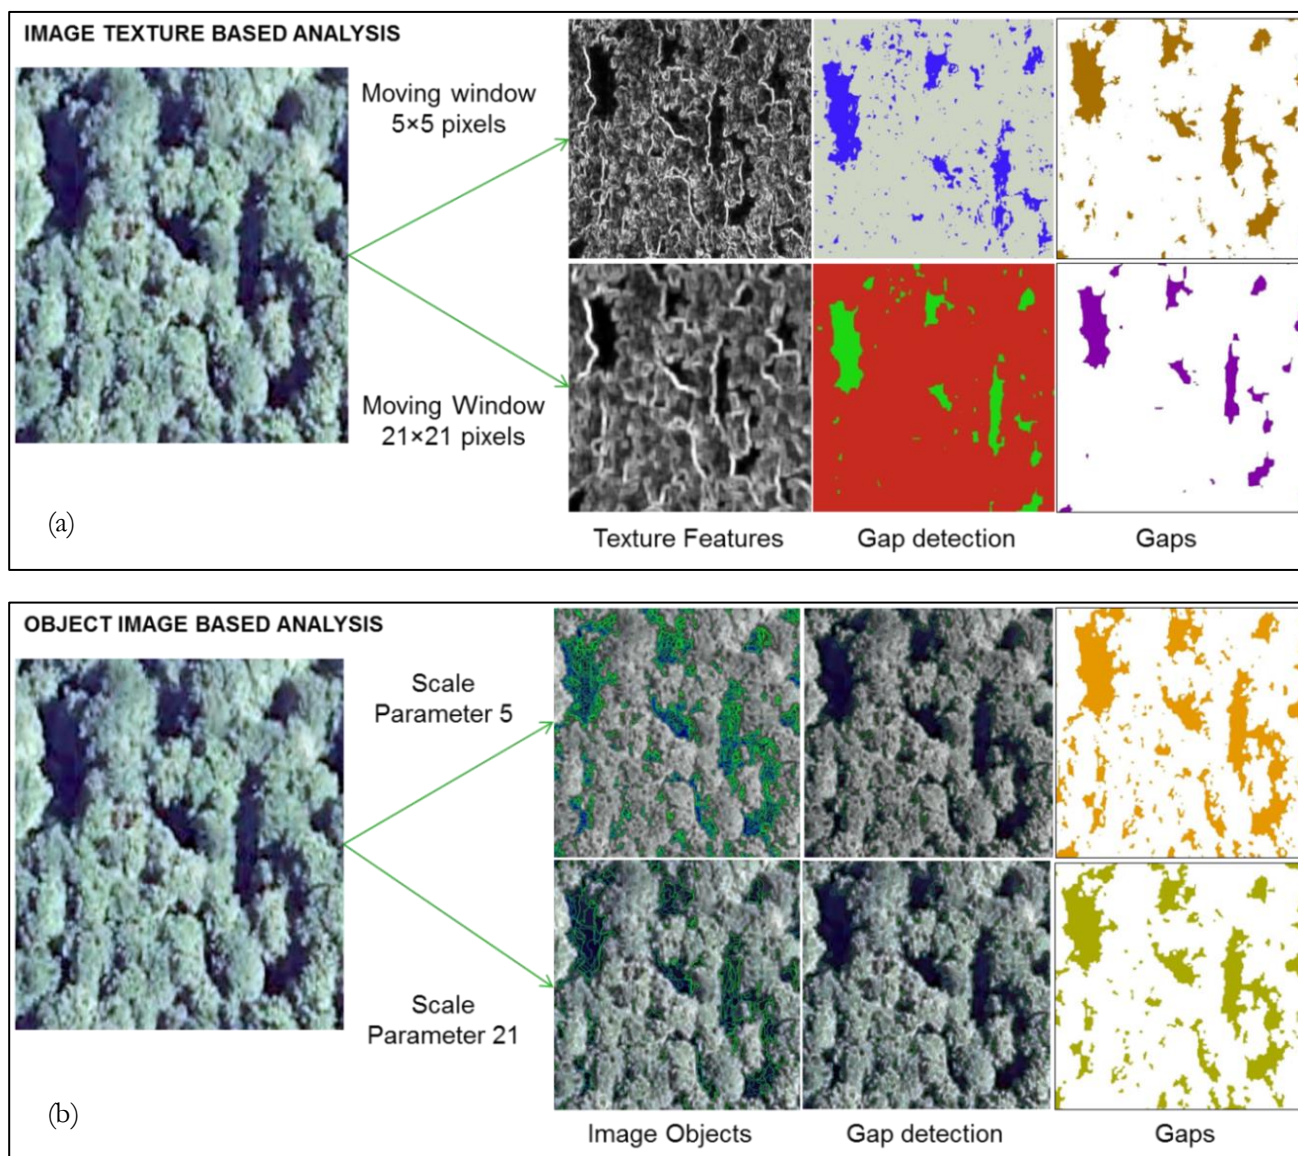 IMAGE TEXTURE BASED ANALYSIS
Moving window
5×5 pixels
Moving Window
21×21 pixels
(a)
Texture Features
Gap detection
Gaps
OBJECT IMAGE BASED ANALYSIS
Scale
Parameter 5
Scale
Parameter 21
(b)
Image Objects
Gap detection
Gaps